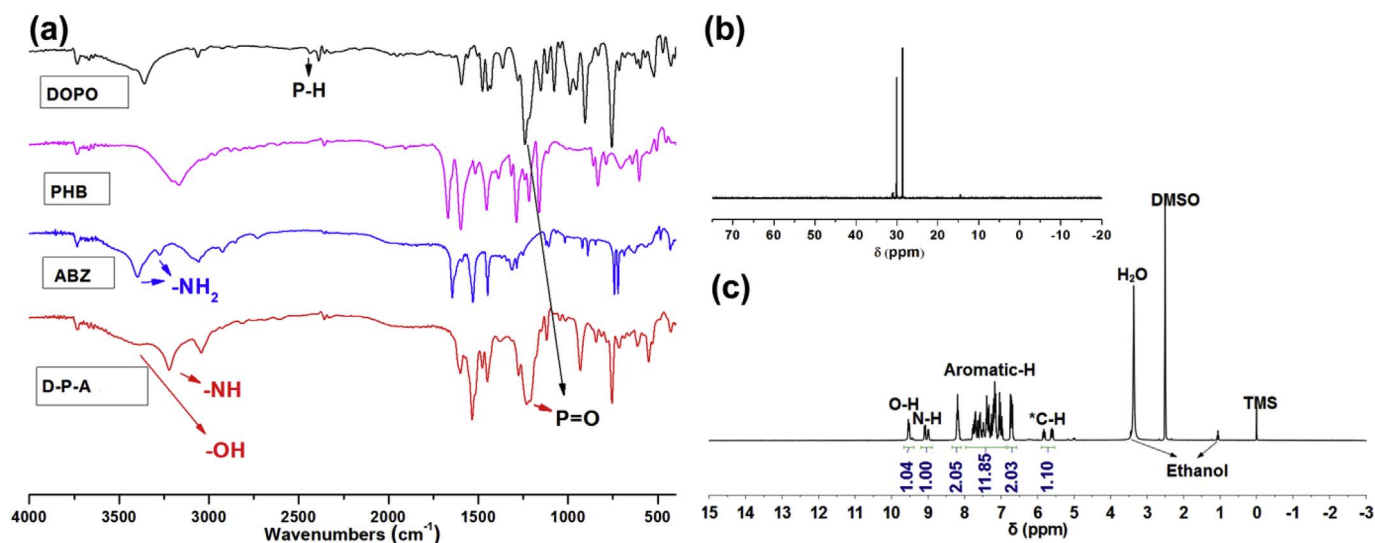 (a)
P-H
DOPO
PHB
ABZ
-NH2
D-P-A
-NH
-OH
P=O
4000 3500 3000 2500 2000 1500 1000 500
Wavenumbers (cm-1)
(b)
70 60 50 40 30 20 10 0 -10 -20
δ (ppm)
(c)
DMSO
H2O
Aromatic-H
O-H
N-H
*C-H
TMS
Ethanol
1.04 1.00 2.05 11.85 2.03 1.10
15 14 13 12 11 10 9 8 7 6 5 4 3 2 1 0 -1 -2 -3
δ (ppm)